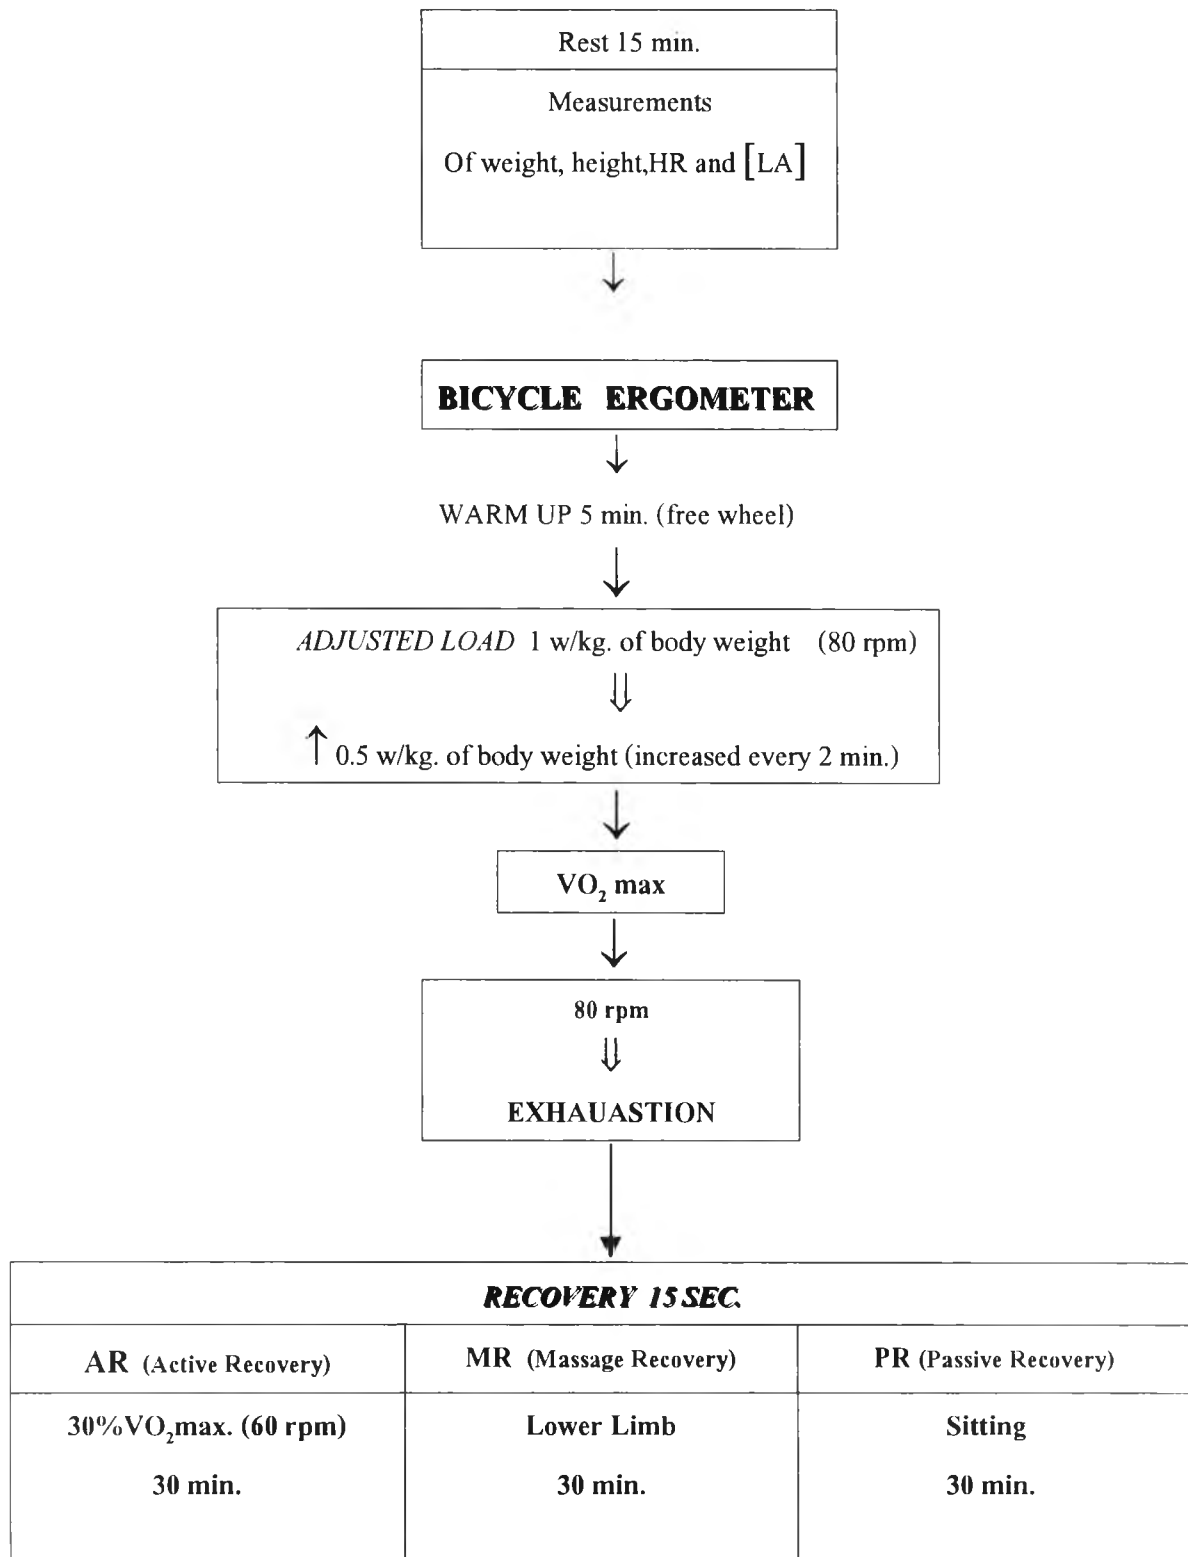 Rest 15 min.
Measurements
Of weight, height,HR and [LA]
BICYCLE ERGOMETER
WARM UP 5 min. (free wheel)
ADJUSTED LOAD 1 w/kg. of body weight (80 rpm)
↑ 0.5 w/kg. of body weight (increased every 2 min.)
VO₂ max
80 rpm
EXHAUASTION
RECOVERY 15 SEC.
AR (Active Recovery)
MR (Massage Recovery)
PR (Passive Recovery)
30%VO₂max. (60 rpm)
30 min.
Lower Limb
30 min.
Sitting
30 min.